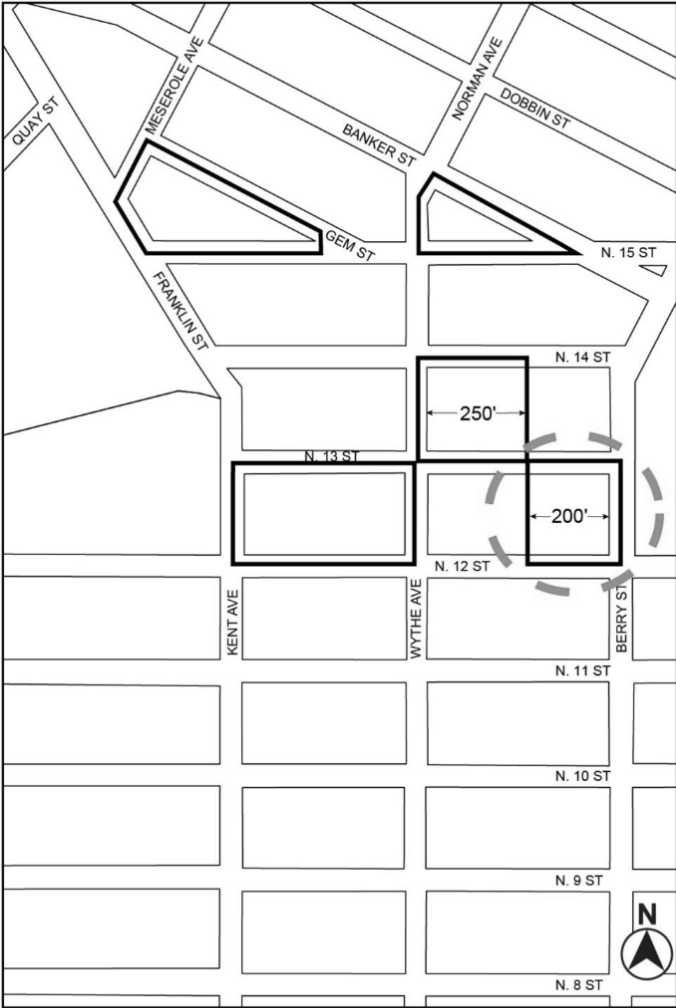 MESEROLE AVE
NORMAN AVE
QUAY ST
DOBBIN ST
BANKER ST
GEM ST
N. 15 ST
FRANKLIN ST
N. 14 ST
250'
N. 13 ST
200'
N. 12 ST
KENT AVE
WYTHE AVE
BERRY ST
N. 11 ST
N. 10 ST
N. 9 ST
N
N. 8 ST